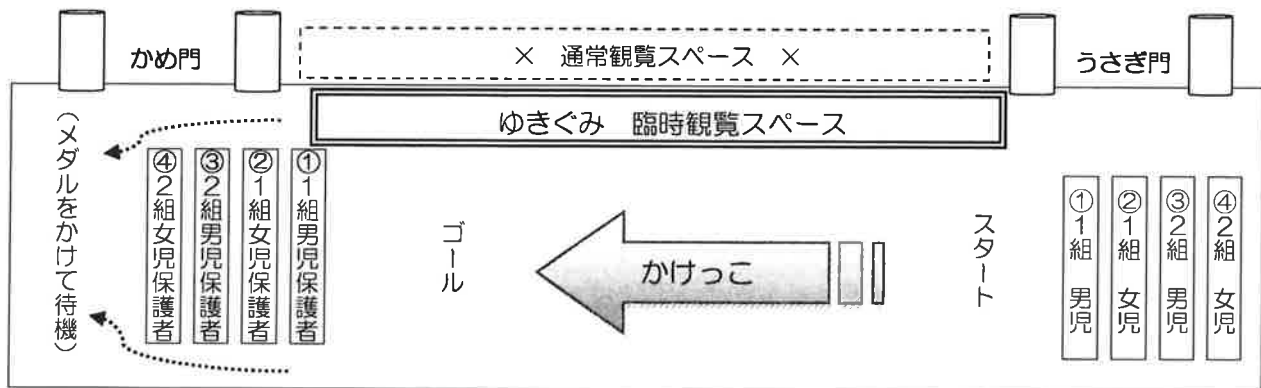 かめ門
× 通常観覧スペース ×
うさぎ門
ゆきぐみ 臨時観覧スペース
(メダルをかけて待機)
④2組女児保護者
③2組男児保護者
②1組女児保護者
①1組男児保護者
ゴール
かけっこ
スタート
①1組 男児
②1組 女児
③2組 男児
④2組 女児